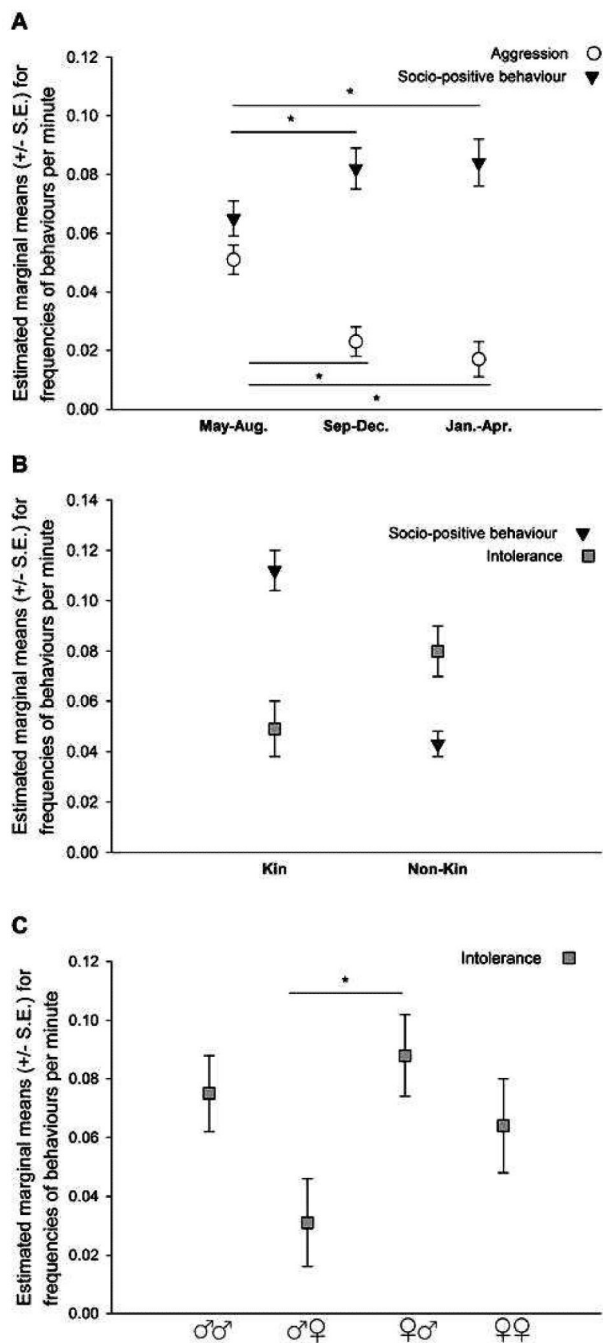 A
Aggression
Socio-positive behaviour
Estimated marginal means (+/- S.E.) for
frequencies of behaviours per minute
0.12
0.10
0.08
0.06
0.04
0.02
0.00
*
*
*
*
May-Aug.
Sep-Dec.
Jan.-Apr.
B
Socio-positive behaviour
Intolerance
Estimated marginal means (+/- S.E.) for
frequencies of behaviours per minute
0.14
0.12
0.10
0.08
0.06
0.04
0.02
0.00
Kin
Non-Kin
C
Intolerance
Estimated marginal means (+/- S.E.) for
frequencies of behaviours per minute
0.12
0.10
0.08
0.06
0.04
0.02
0.00
*
♂♂
♂♀
♀♂
♀♀